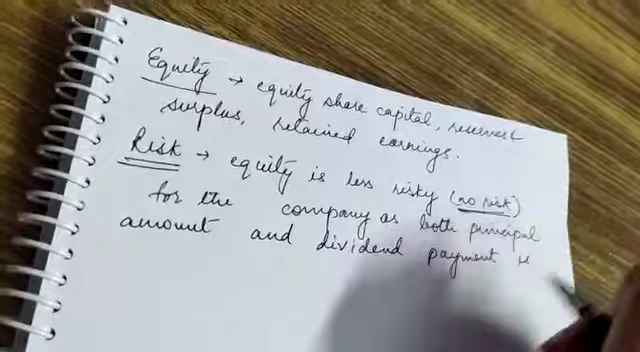 Equity → equity share capital, reserves &
surplus, retained earnings.
Risk → equity is less risky (no risk)
for the company as both principal
amount and dividend payment is